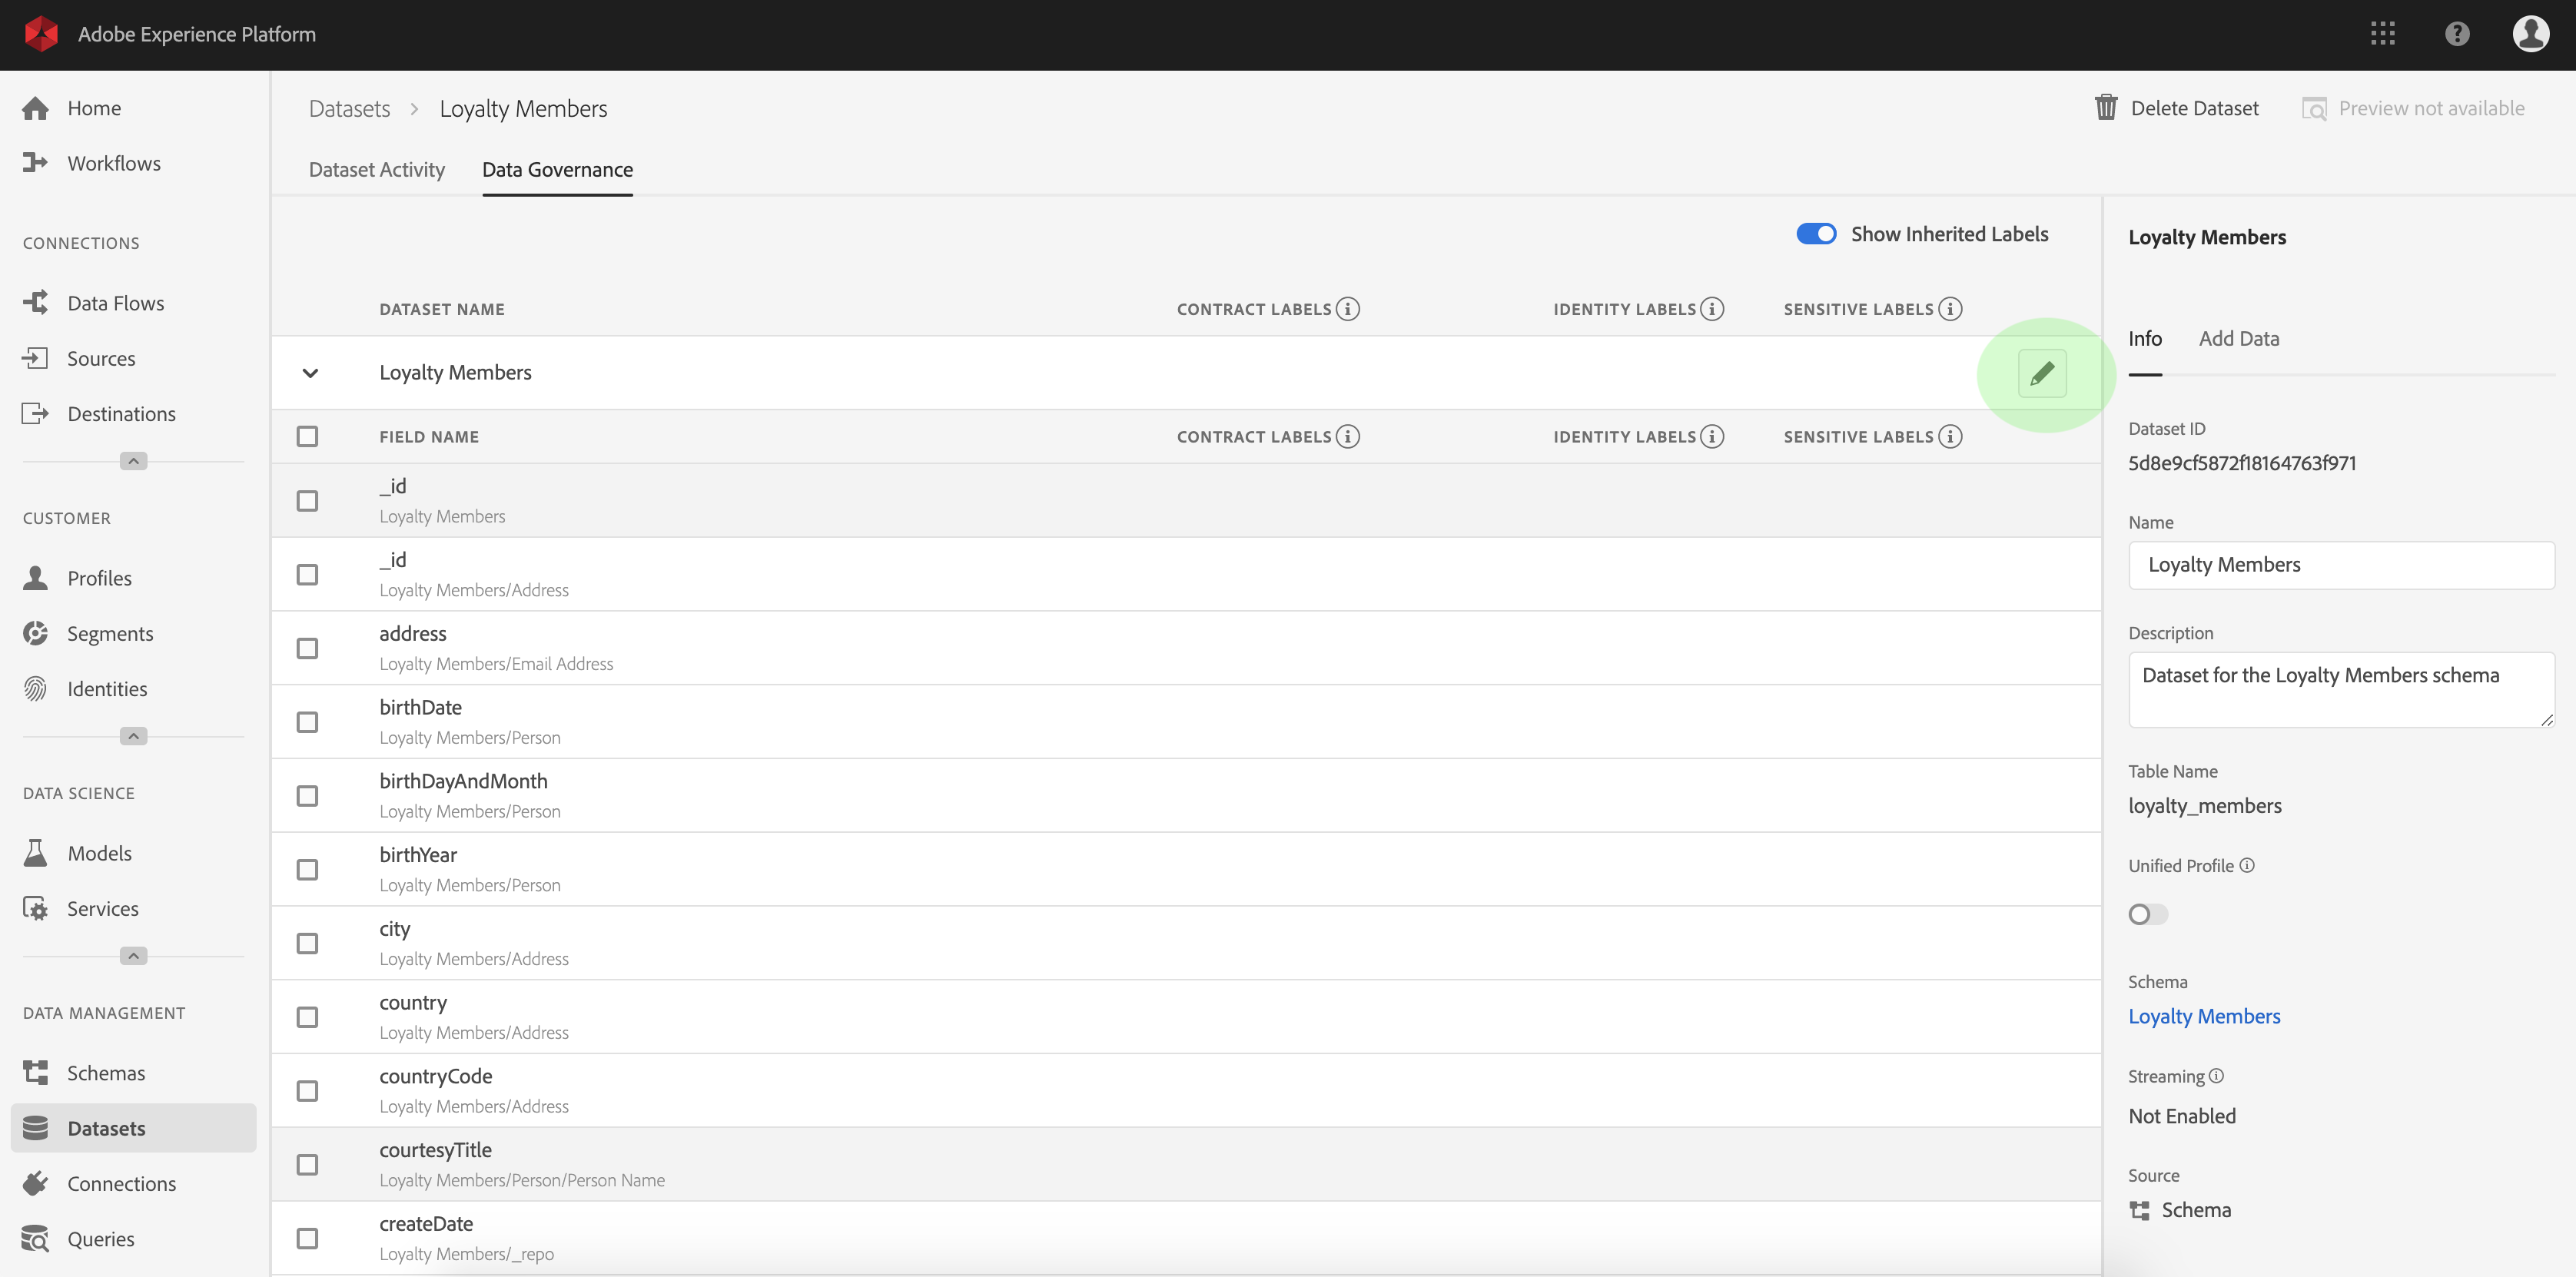 Adobe Experience Platform
?
Home
Workflows
CONNECTIONS
Data Flows
Sources
Destinations
CUSTOMER
Profiles
Segments
Identities
DATA SCIENCE
Models
Services
DATA MANAGEMENT
Schemas
Datasets
Connections
Queries
Datasets > Loyalty Members
Delete Dataset
Preview not available
Dataset Activity Data Governance
Show Inherited Labels
DATASET NAME CONTRACT LABELS i IDENTITY LABELS i SENSITIVE LABELS i
Loyalty Members
FIELD NAME CONTRACT LABELS i IDENTITY LABELS i SENSITIVE LABELS i
_id
Loyalty Members
_id
Loyalty Members/Address
address
Loyalty Members/Email Address
birthDate
Loyalty Members/Person
birthDayAndMonth
Loyalty Members/Person
birthYear
Loyalty Members/Person
city
Loyalty Members/Address
country
Loyalty Members/Address
countryCode
Loyalty Members/Address
courtesyTitle
Loyalty Members/Person/Person Name
createDate
Loyalty Members/_repo
Loyalty Members
Info Add Data
Dataset ID
5d8e9cf5872f18164763f971
Name
Loyalty Members
Description
Dataset for the Loyalty Members schema
Table Name
loyalty_members
Unified Profile i
Schema
Loyalty Members
Streaming i
Not Enabled
Source
Schema